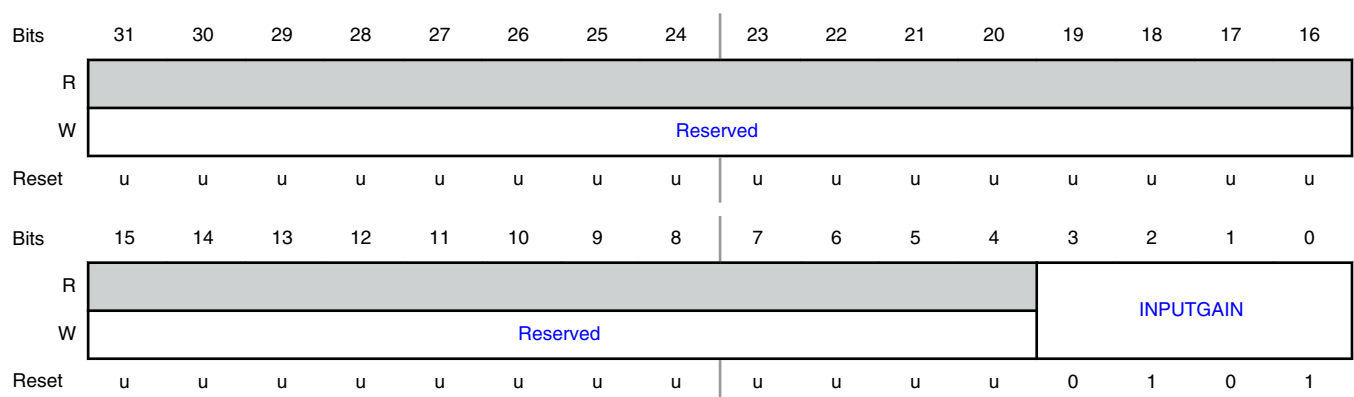 Bits 31 30 29 28 27 26 25 24 23 22 21 20 19 18 17 16
R
W Reserved
Reset u u u u u u u u u u u u u u u u
Bits 15 14 13 12 11 10 9 8 7 6 5 4 3 2 1 0
R INPUTGAIN
W Reserved
Reset u u u u u u u u u u u u 0 1 0 1